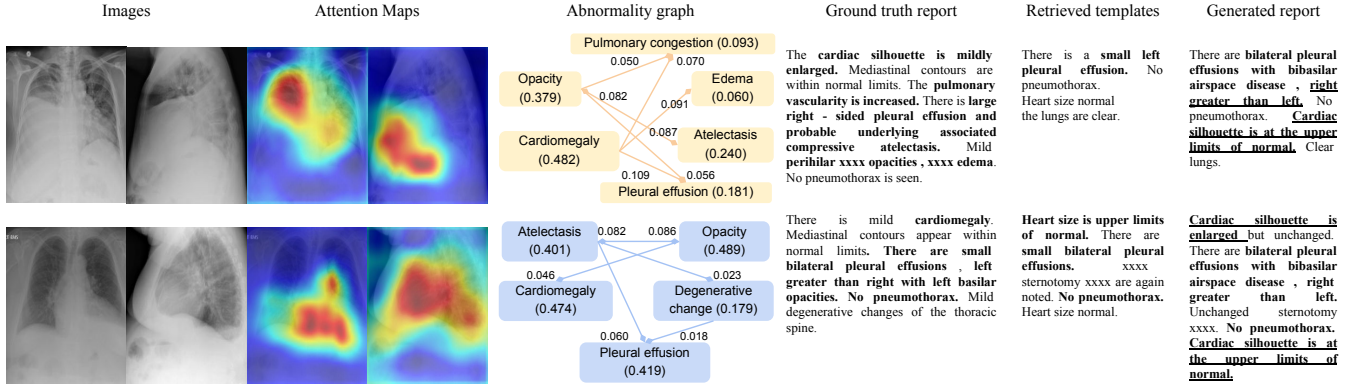 Images
Attention Maps
Abnormality graph
Ground truth report
Retrieved templates
Generated report
Pulmonary congestion (0.093)
0.050
0.070
Opacity
(0.379)
Edema
(0.060)
0.082
0.091
Cardiomegaly
(0.482)
0.087
Atelectasis
(0.240)
0.109
0.056
Pleural effusion (0.181)
The cardiac silhouette is mildly
enlarged. Mediastinal contours are
within normal limits. The pulmonary
vascularity is increased. There is large
right - sided pleural effusion and
probable underlying associated
compressive atelectasis. Mild
perihilar xxxx opacities , xxxx edema.
No pneumothorax is seen.
There is a small left
pleural effusion. No
pneumothorax.
Heart size normal
the lungs are clear.
There are bilateral pleural
effusions with bibasilar
airspace disease , right
greater than left. No
pneumothorax. Cardiac
silhouette is at the upper
limits of normal. Clear
lungs.
Atelectasis
(0.401)
0.082
0.086
Opacity
(0.489)
0.046
0.023
Cardiomegaly
(0.474)
Degenerative
change (0.179)
0.060
0.018
Pleural effusion
(0.419)
There is mild cardiomegaly.
Mediastinal contours appear within
normal limits. There are small
bilateral pleural effusions , left
greater than right with left basilar
opacities. No pneumothorax. Mild
degenerative changes of the thoracic
spine.
Heart size is upper limits
of normal. There are
small bilateral pleural
effusions. xxxx
sternotomy xxxx are again
noted. No pneumothorax.
Heart size normal.
Cardiac silhouette is
enlarged but unchanged.
There are bilateral pleural
effusions with bibasilar
airspace disease , right
greater than left.
Unchanged sternotomy
xxxx. No pneumothorax.
Cardiac silhouette is at
the upper limits of
normal.